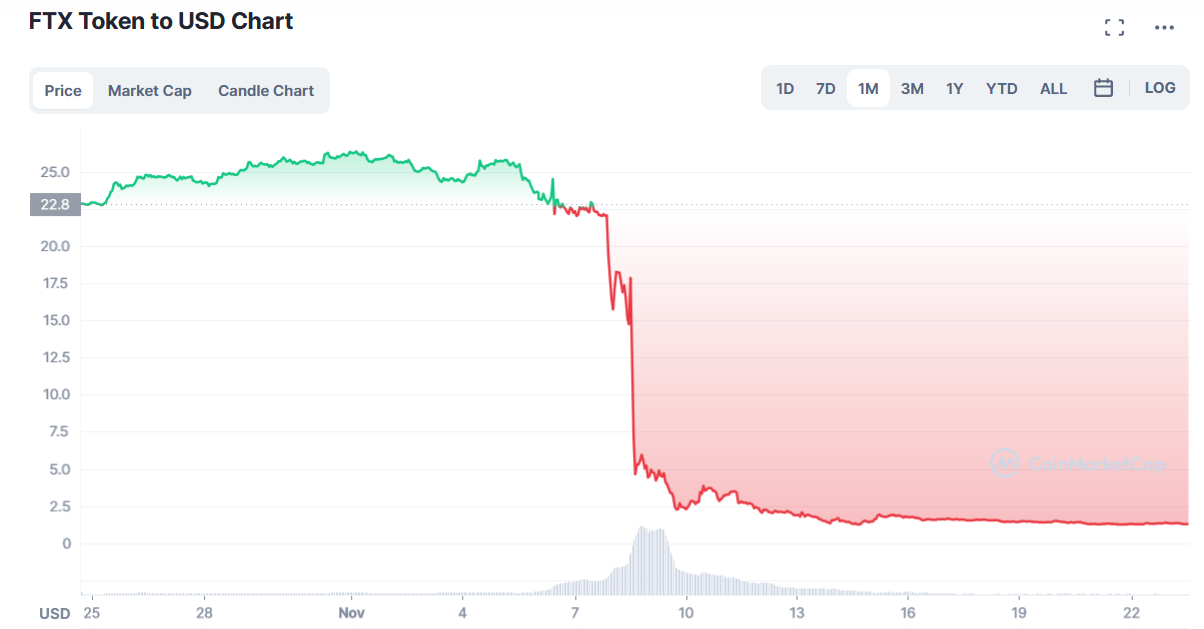 FTX Token to USD Chart
Price Market Cap Candle Chart
1D 7D 1M 3M 1Y YTD ALL LOG
25.0
22.8
20.0
17.5
15.0
12.5
10.0
7.5
5.0
CoinMarketCap
2.5
0
USD 25 28 Nov 4 7 10 13 16 19 22